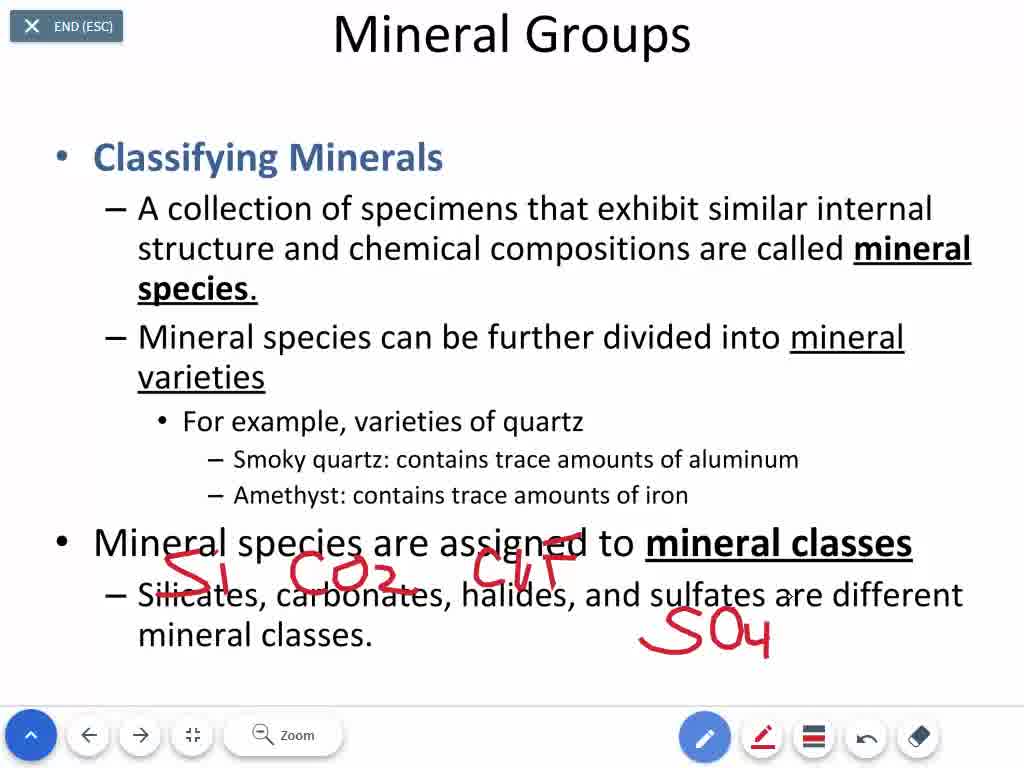 END (ESC)
Mineral Groups
• Classifying Minerals
– A collection of specimens that exhibit similar internal
structure and chemical compositions are called mineral
species.
– Mineral species can be further divided into mineral
varieties
• For example, varieties of quartz
– Smoky quartz: contains trace amounts of aluminum
– Amethyst: contains trace amounts of iron
• Mineral species are assigned to mineral classes
Si CO2
– Silicates, carbonates, halides, and sulfates are different
mineral classes.
SO4
Zoom